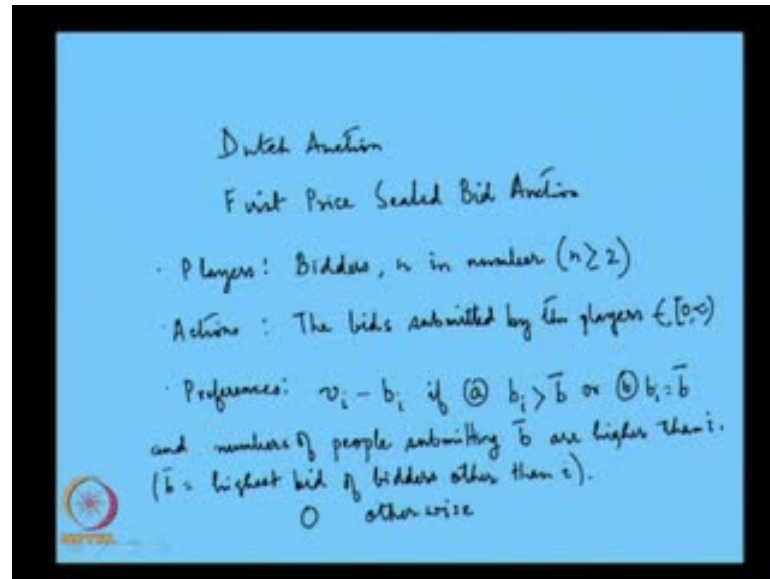 Dutch Auction
First Price Sealed Bid Auction
· Players: Bidders, n in number (n ≥ 2)
· Actions : The bids submitted by the players ∈ [0,∞)
· Preferences: vᵢ - bᵢ if ⓐ bᵢ > b̄ or ⓑ bᵢ = b̄
and numbers of people submitting b̄ are higher than i.
(b̄ = highest bid of bidders other than i).
0 otherwise
NPTEL